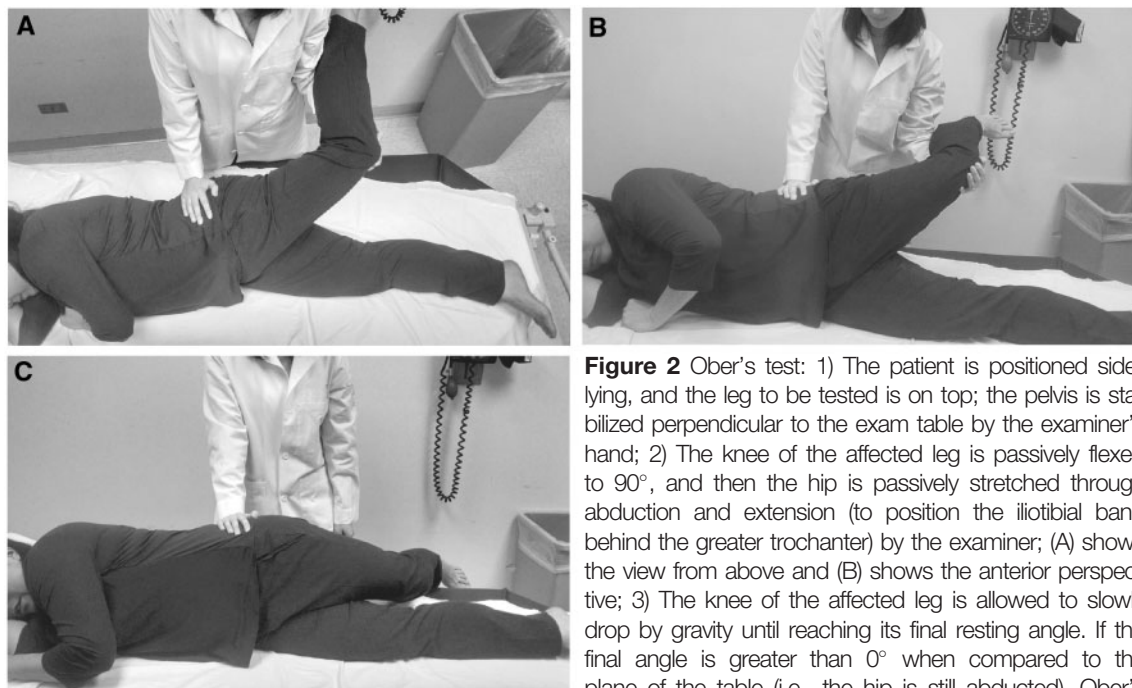 A
B
C
Figure 2 Ober's test: 1) The patient is positioned side
lying, and the leg to be tested is on top; the pelvis is sta
bilized perpendicular to the exam table by the examiner'
hand; 2) The knee of the affected leg is passively flexe
to 90°, and then the hip is passively stretched throug
abduction and extension (to position the iliotibial ban
behind the greater trochanter) by the examiner; (A) show
the view from above and (B) shows the anterior perspec
tive; 3) The knee of the affected leg is allowed to slowl
drop by gravity until reaching its final resting angle. If th
final angle is greater than 0° when compared to th
plane of the table (i.e., the hip is still abducted), Ober'